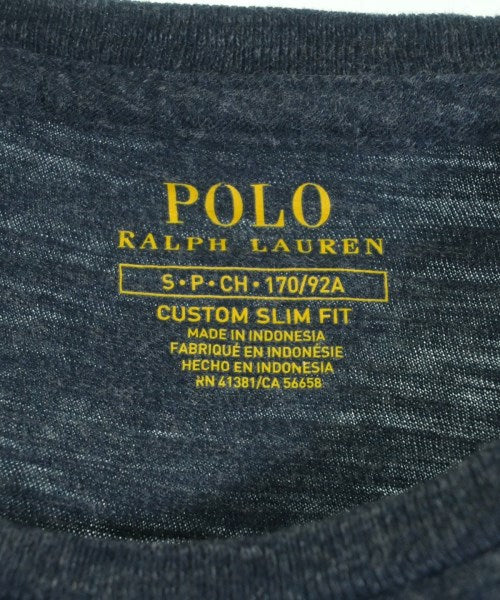 POLO
RALPH LAUREN
S • P • CH • 170/92A
CUSTOM SLIM FIT
MADE IN INDONESIA
FABRIQUÉ EN INDONÉSIE
HECHO EN INDONESIA
RN 41381/CA 56658